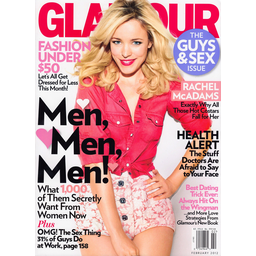 GLAMOUR
FASHION
UNDER
$50
Let's All Get
Dressed for Less
This Month!
THE
GUYS
& SEX
ISSUE
RACHEL
McADAMS
Exactly Why All
Those Hot Costars
Fall for Her
Men,
Men,
Men!
What 1,000
of Them Secretly
Want From
Women Now
Plus
OMG! The Sex Thing
31% of Guys Do
at Work, page 158
HEALTH
ALERT
The Stuff
Doctors Are
Afraid to Say
to Your Face
Best Dating
Trick Ever
Always Hit On
the Wingman
...and More Love
Strategies From
Glamour's New Book
FEBRUARY 2012